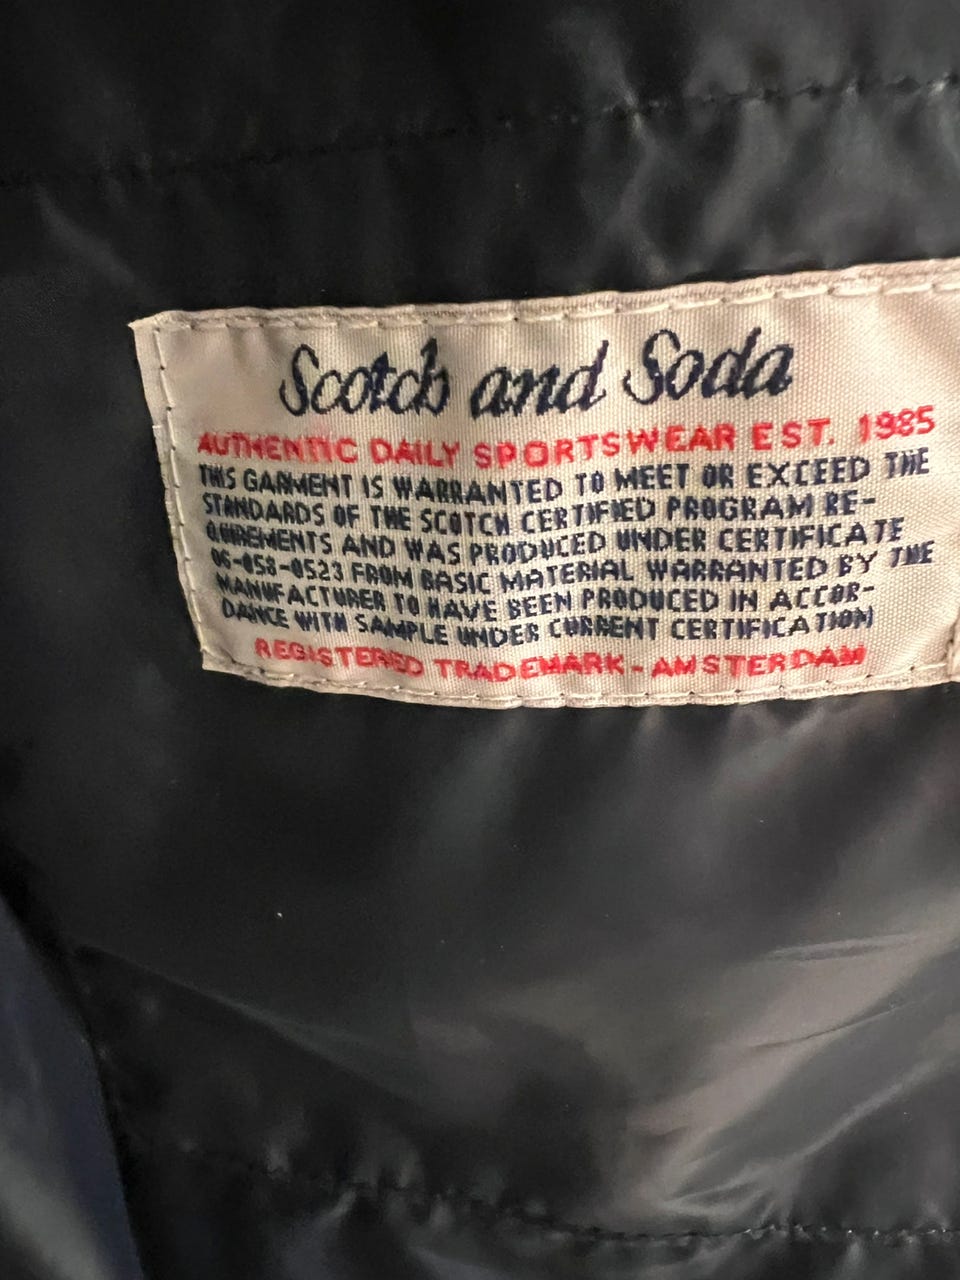 Scotch and Soda
AUTHENTIC DAILY SPORTSWEAR EST. 1985
THIS GARMENT IS WARRANTED TO MEET OR EXCEED THE
STANDARDS OF THE SCOTCH CERTIFIED PROGRAM RE-
QUIREMENTS AND WAS PRODUCED UNDER CERTIFICATE
06-058-0523 FROM BASIC MATERIAL WARRANTED BY THE
MANUFACTURER TO HAVE BEEN PRODUCED IN ACCOR-
DANCE WITH SAMPLE UNDER CURRENT CERTIFICATION
REGISTERED TRADEMARK - AMSTERDAM